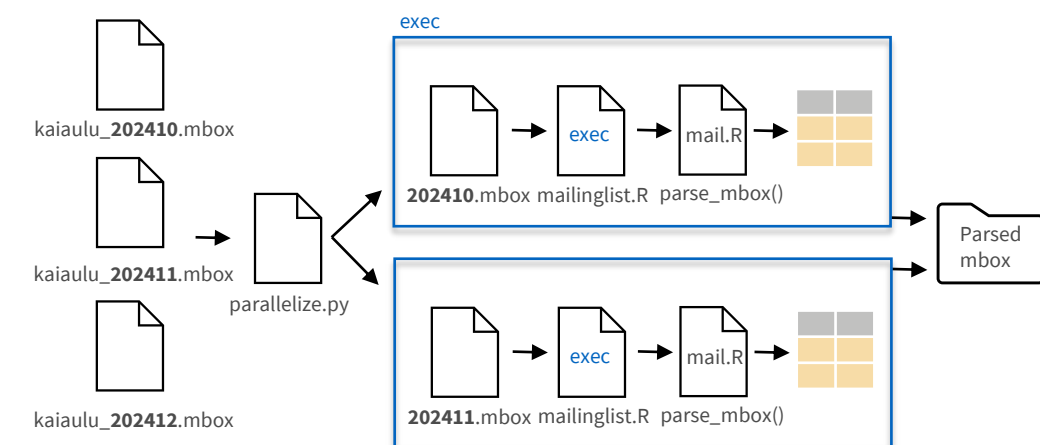 exec
kaiaulu_202410.mbox
exec
mail.R
202410.mbox mailinglist.R parse_mbox()
kaiaulu_202411.mbox
parallelize.py
Parsed
mbox
exec
mail.R
kaiaulu_202412.mbox
202411.mbox mailinglist.R parse_mbox()